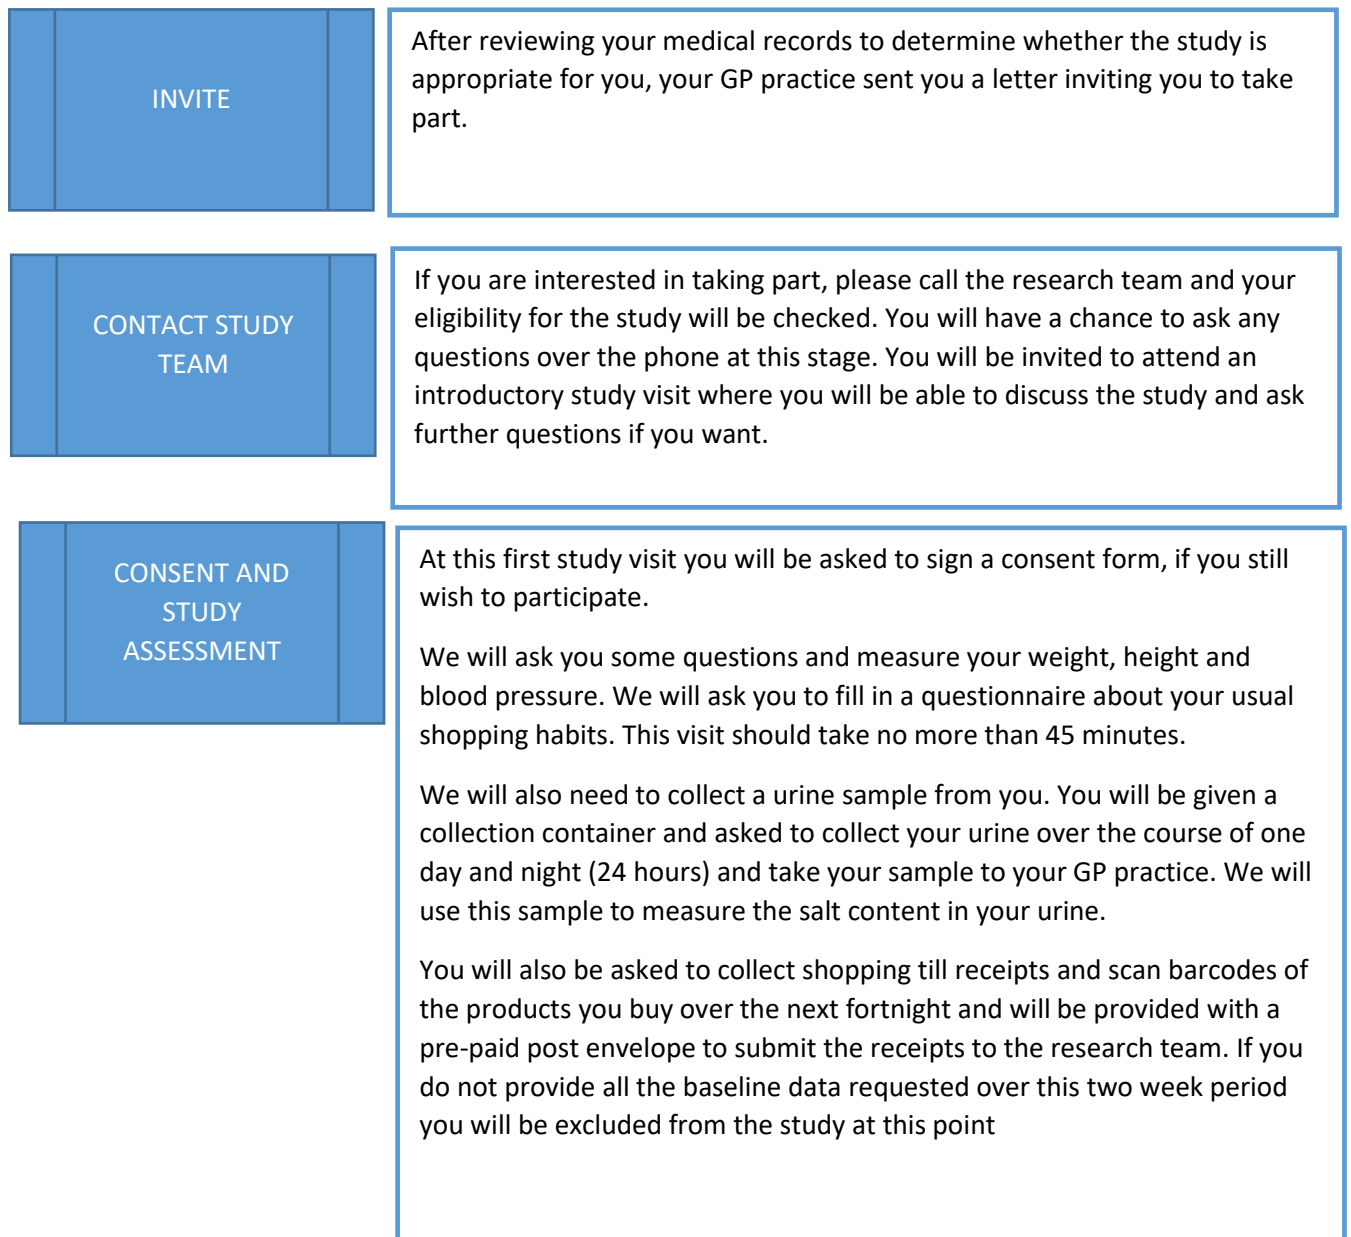 INVITE
After reviewing your medical records to determine whether the study is
appropriate for you, your GP practice sent you a letter inviting you to take
part.
CONTACT STUDY
TEAM
If you are interested in taking part, please call the research team and your
eligibility for the study will be checked. You will have a chance to ask any
questions over the phone at this stage. You will be invited to attend an
introductory study visit where you will be able to discuss the study and ask
further questions if you want.
CONSENT AND
STUDY
ASSESSMENT
At this first study visit you will be asked to sign a consent form, if you still
wish to participate.
We will ask you some questions and measure your weight, height and
blood pressure. We will ask you to fill in a questionnaire about your usual
shopping habits. This visit should take no more than 45 minutes.
We will also need to collect a urine sample from you. You will be given a
collection container and asked to collect your urine over the course of one
day and night (24 hours) and take your sample to your GP practice. We will
use this sample to measure the salt content in your urine.
You will also be asked to collect shopping till receipts and scan barcodes of
the products you buy over the next fortnight and will be provided with a
pre-paid post envelope to submit the receipts to the research team. If you
do not provide all the baseline data requested over this two week period
you will be excluded from the study at this point